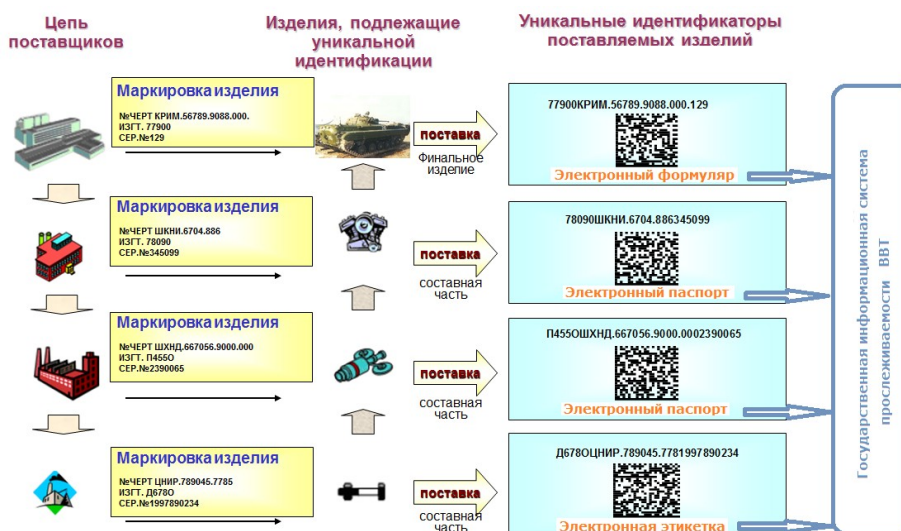 Цепь
поставщиков
Изделия, подлежащие
уникальной
идентификации
Уникальные идентификаторы
поставляемых изделий
Маркировка изделия
№ЧЕРТ КРИМ.56789.9088.000.
ИЗГТ. 77900
СЕР.№129
поставка
Финальное
изделие
77900КРИМ.56789.9088.000.129
Электронный формуляр
Маркировка изделия
№ЧЕРТ ШКНИ.6704.886
ИЗГТ. 78090
СЕР.№345099
поставка
составная
часть
78090ШКНИ.6704.886345099
Электронный паспорт
Маркировка изделия
№ЧЕРТ ШХНД.667056.9000.000
ИЗГТ. П455О
СЕР.№2390065
поставка
составная
часть
П455ОШХНД.667056.9000.0002390065
Электронный паспорт
Маркировка изделия
№ЧЕРТ ЦНИР.789045.7785
ИЗГТ. Д678О
СЕР.№1997890234
поставка
составная
часть
Д678ОЦНИР.789045.7781997890234
Электронная этикетка
Государственная информационная система
прослеживаемости ВВТ